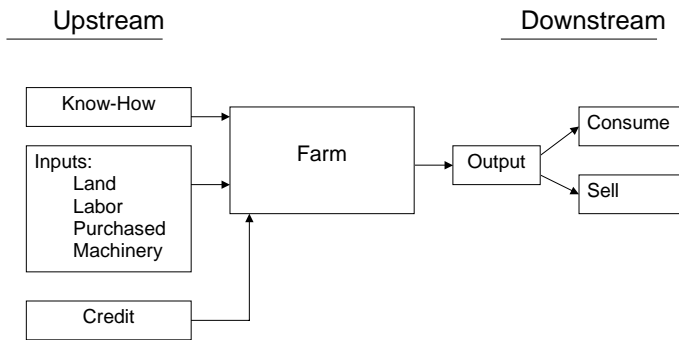 Upstream
Downstream
Know-How
Inputs:
Land
Labor
Purchased
Machinery
Credit
Farm
Output
Consume
Sell